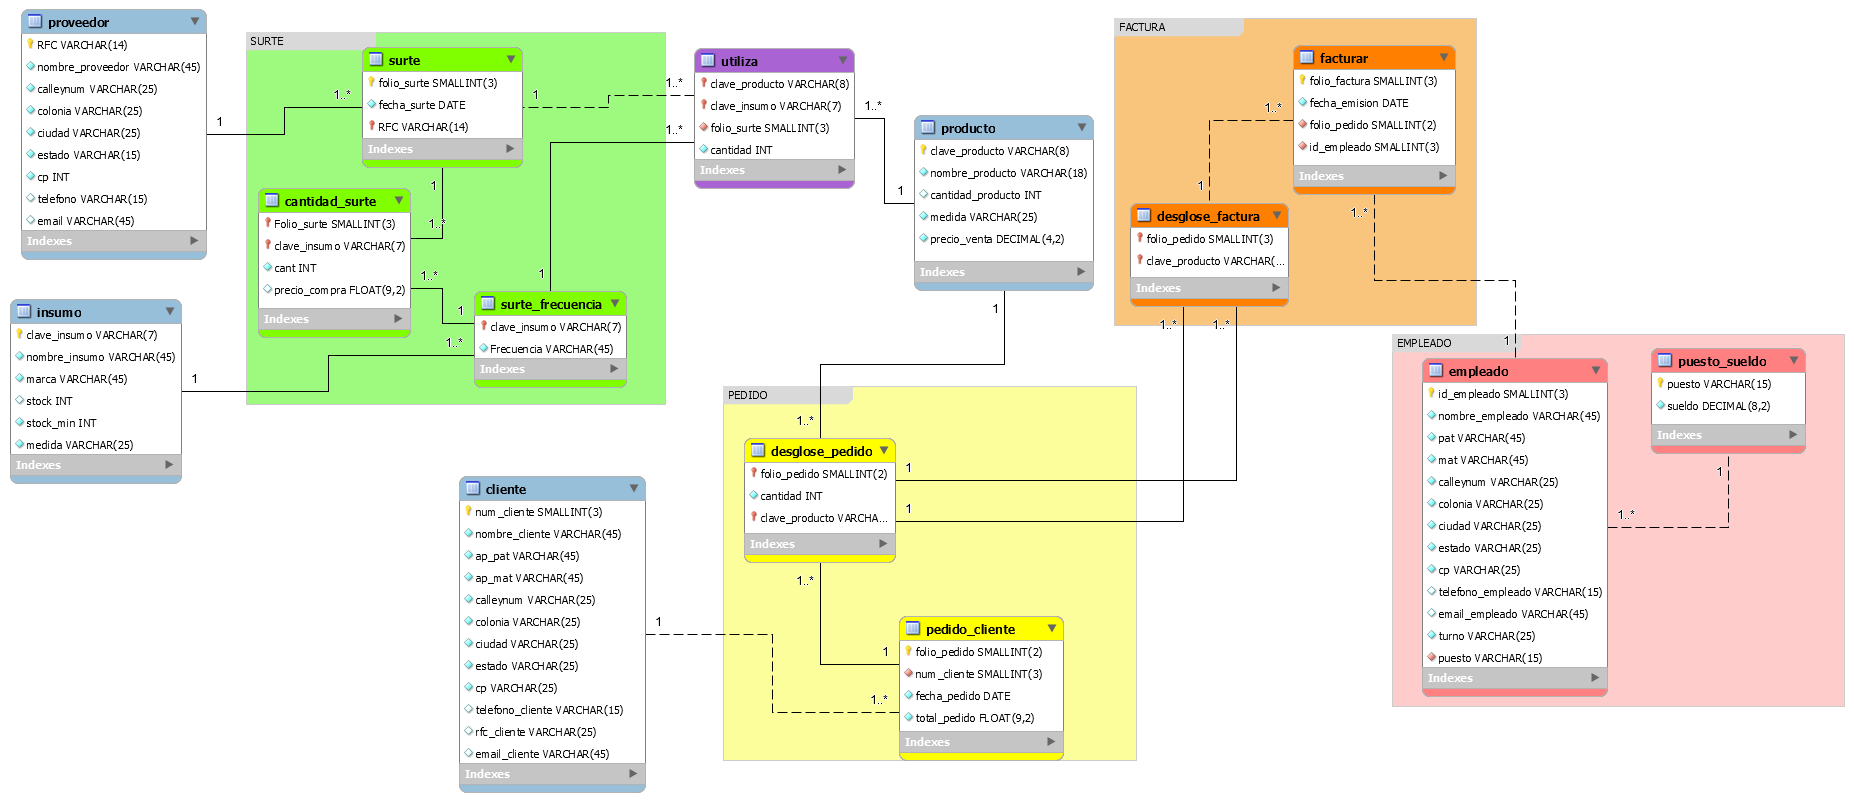 proveedor
RFC VARCHAR(14)
nombre_proveedor VARCHAR(45)
calleynum VARCHAR(25)
colonia VARCHAR(25)
ciudad VARCHAR(25)
estado VARCHAR(15)
cp INT
telefono VARCHAR(15)
email VARCHAR(45)
Indexes
1
1..*
SURTE
surte
folio_surte SMALLINT(3)
fecha_surte DATE
RFC VARCHAR(14)
Indexes
1
1..*
1
1..*
cantidad_surte
Folio_surte SMALLINT(3)
clave_insumo VARCHAR(7)
cant INT
precio_compra FLOAT(9,2)
Indexes
1..*
1
surte_frecuencia
clave_insumo VARCHAR(7)
Frecuencia VARCHAR(45)
Indexes
1
1..*
1..*
1
insumo
clave_insumo VARCHAR(7)
nombre_insumo VARCHAR(45)
marca VARCHAR(45)
stock INT
stock_min INT
medida VARCHAR(25)
Indexes
utiliza
clave_producto VARCHAR(8)
clave_insumo VARCHAR(7)
folio_surte SMALLINT(3)
cantidad INT
Indexes
1..*
1
producto
clave_producto VARCHAR(8)
nombre_producto VARCHAR(18)
cantidad_producto INT
medida VARCHAR(25)
precio_venta DECIMAL(4,2)
Indexes
1
1..*
FACTURA
facturar
folio_factura SMALLINT(3)
fecha_emision DATE
folio_pedido SMALLINT(2)
id_empleado SMALLINT(3)
Indexes
1..*
1
1..*
1
desglose_factura
folio_pedido SMALLINT(3)
clave_producto VARCHAR(...
Indexes
1..*
1..*
EMPLEADO
empleado
id_empleado SMALLINT(3)
nombre_empleado VARCHAR(45)
pat VARCHAR(45)
mat VARCHAR(45)
calleynum VARCHAR(25)
colonia VARCHAR(25)
ciudad VARCHAR(25)
estado VARCHAR(25)
cp VARCHAR(25)
telefono_empleado VARCHAR(15)
email_empleado VARCHAR(45)
turno VARCHAR(25)
puesto VARCHAR(15)
Indexes
puesto_sueldo
puesto VARCHAR(15)
sueldo DECIMAL(8,2)
Indexes
1
1..*
PEDIDO
desglose_pedido
folio_pedido SMALLINT(2)
cantidad INT
clave_producto VARCHA...
Indexes
1
1
1..*
1
pedido_cliente
folio_pedido SMALLINT(2)
num_cliente SMALLINT(3)
fecha_pedido DATE
total_pedido FLOAT(9,2)
Indexes
1
1..*
cliente
num_cliente SMALLINT(3)
nombre_cliente VARCHAR(45)
ap_pat VARCHAR(45)
ap_mat VARCHAR(45)
calleynum VARCHAR(25)
colonia VARCHAR(25)
ciudad VARCHAR(25)
estado VARCHAR(25)
cp VARCHAR(25)
telefono_cliente VARCHAR(15)
rfc_cliente VARCHAR(25)
email_cliente VARCHAR(45)
Indexes